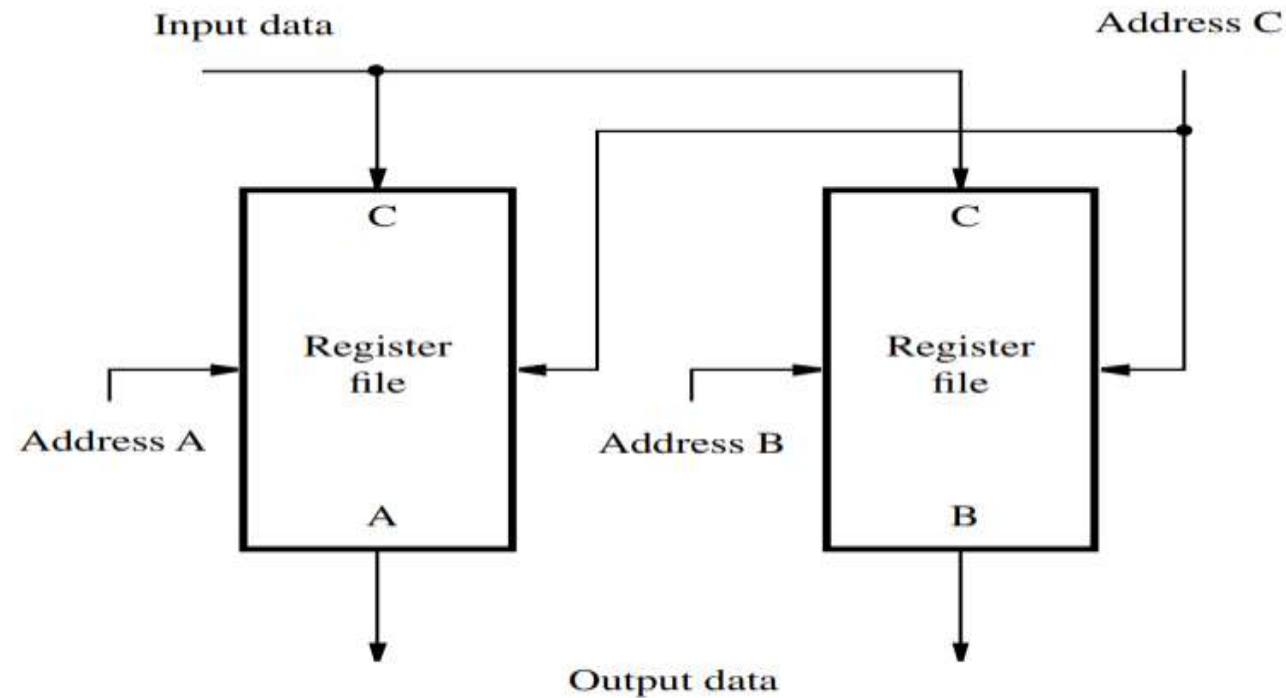 Input data
Address C
C
C
Register
file
Register
file
Address A
Address B
A
B
Output data